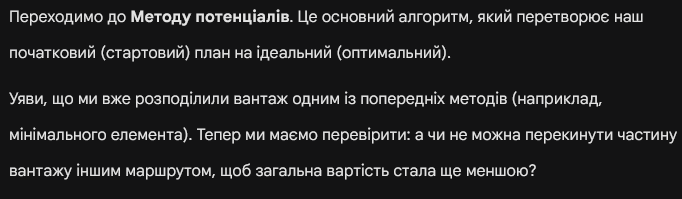 Переходимо до Методу потенціалів. Це основний алгоритм, який перетворює наш
початковий (стартовий) план на ідеальний (оптимальний).
Уяви, що ми вже розподілили вантаж одним із попередніх методів (наприклад,
мінімального елемента). Тепер ми маємо перевірити: а чи не можна перекинути частину
вантажу іншим маршрутом, щоб загальна вартість стала ще меншою?